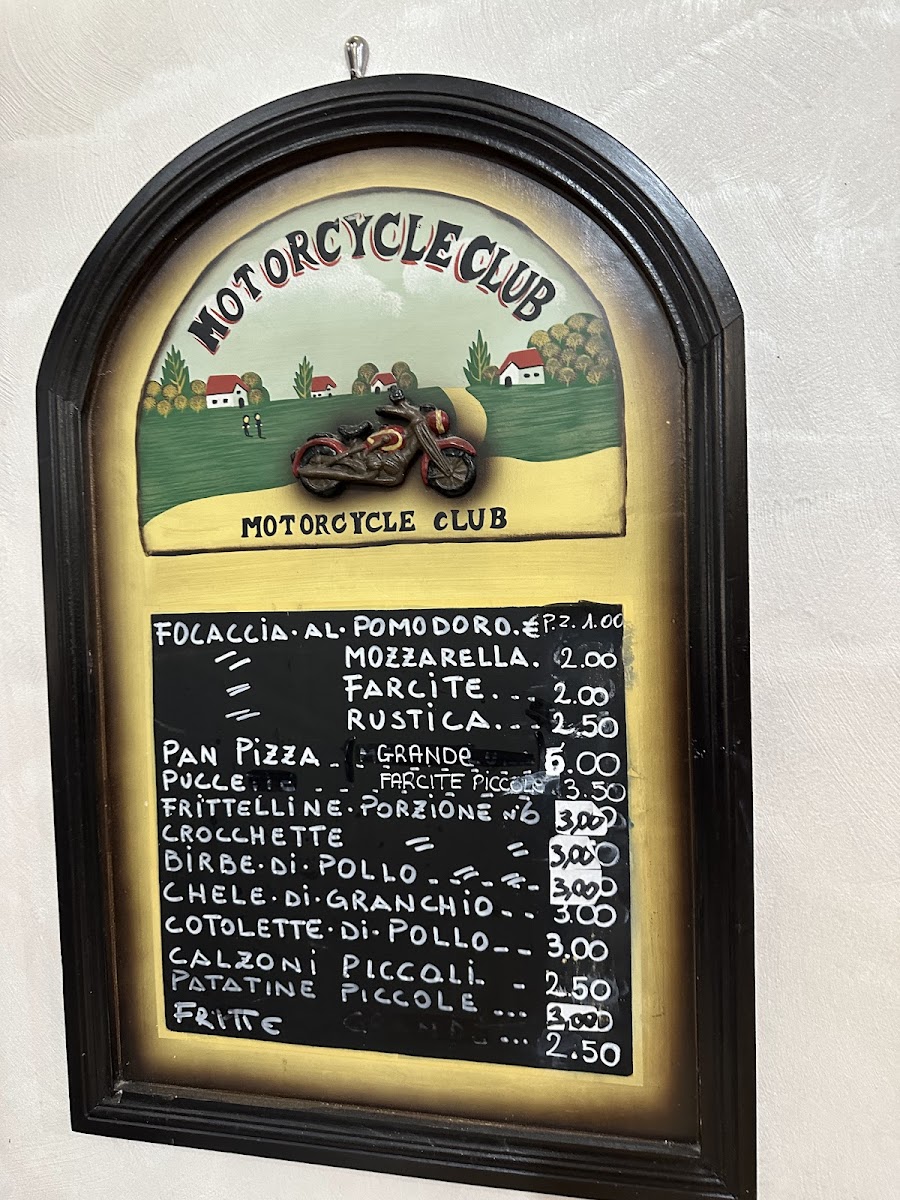 MOTORCYCLE CLUB
MOTORCYCLE CLUB
FOCACCIA·AL·POMODORO.€ P.Z. 1.00
〃 MOZZARELLA. 2.00
〃 FARCITE... 2.00
〃 RUSTICA... 2.50
PAN PIZZA.. GRANDE 6.00
PUCCE FARCITE PICCOLE 3.50
FRITTELLINE·PORZIONE N°6 3,00
CROCCHETTE 〃 〃 3,00
BIRBE·DI·POLLO 〃 〃 3,00
CHELE·DI·GRANCHIO-- 3.00
COTOLETTE·DI·POLLO-- 3.00
CALZONI PICCOLI - 2.50
PATATINE PICCOLE ... 3.00
FRITTE ... 2.50